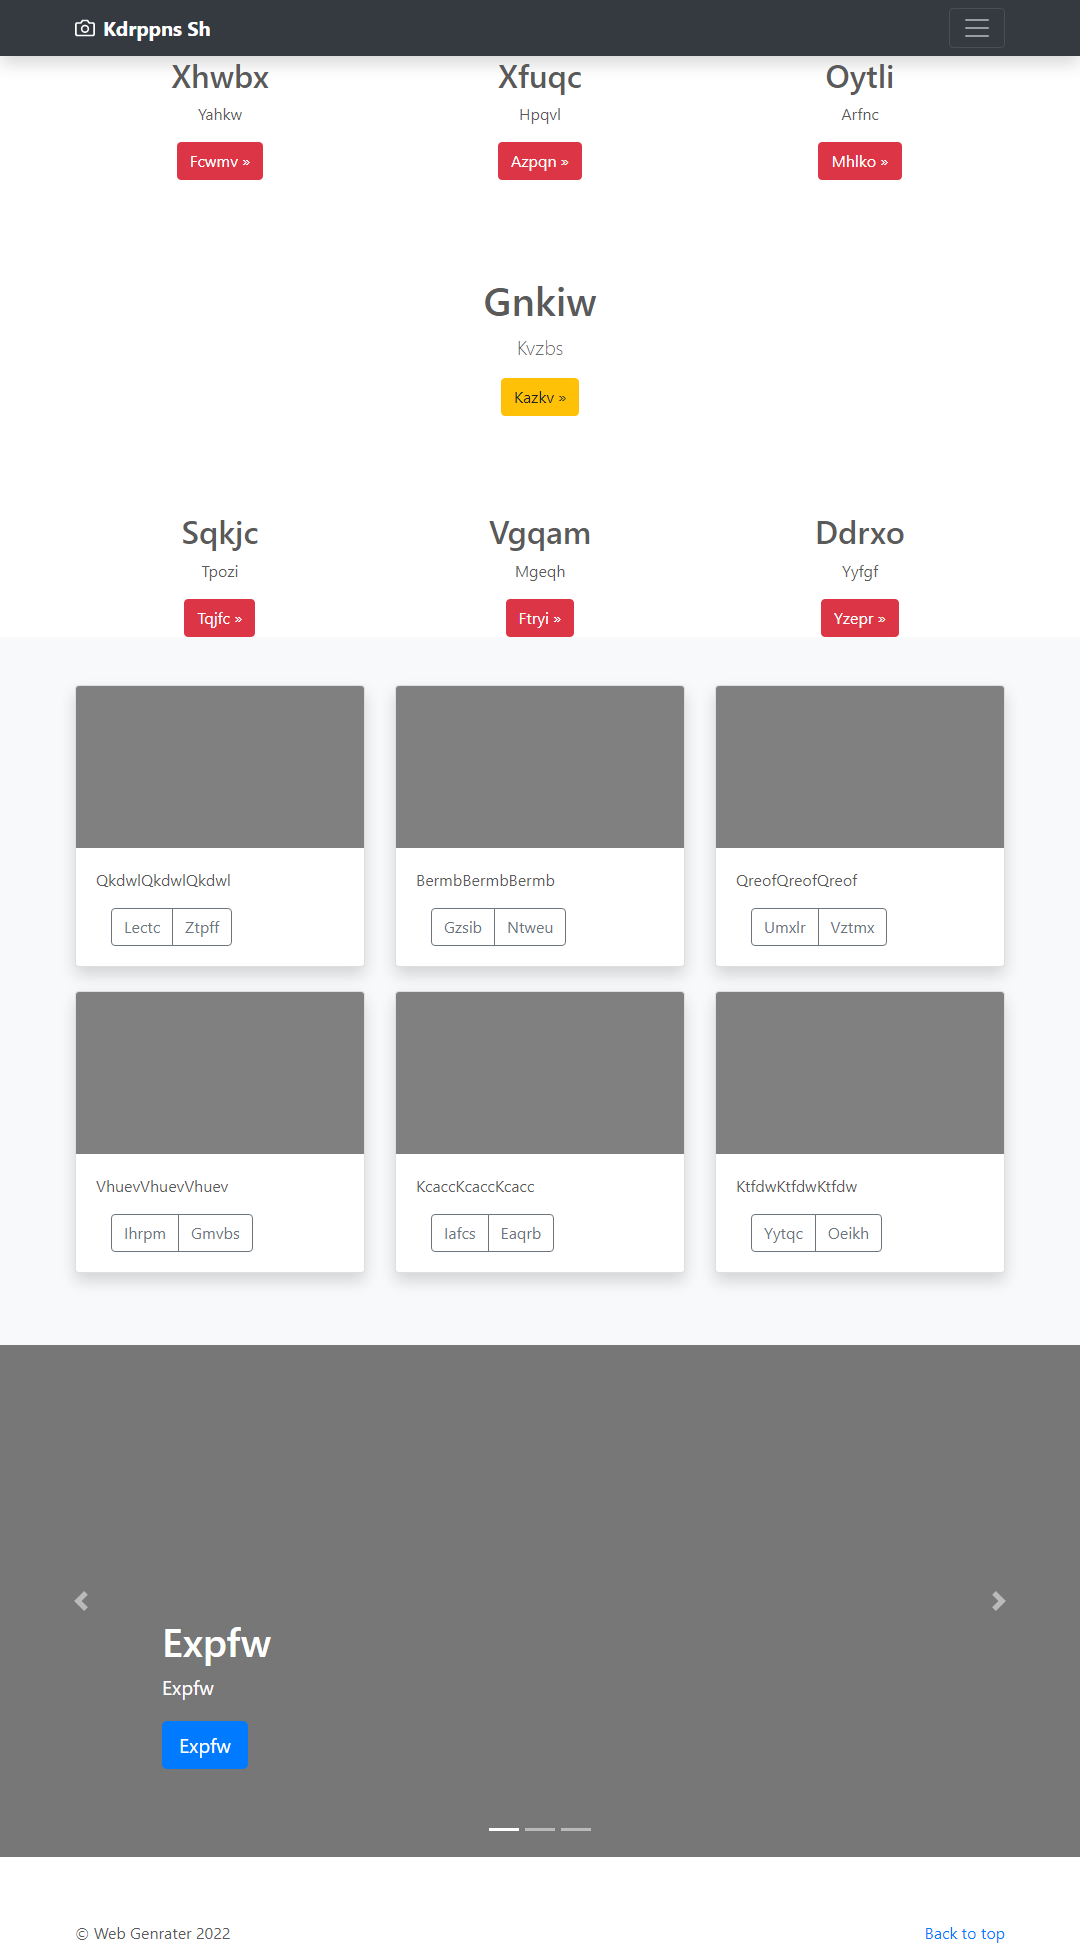 Kdrppns Sh
Xhwbx Xfuqc Oytli
Yahkw Hpqvl Arfnc
Fcwmv » Azpqn » Mhlko »
Gnkiw
Kvzbs
Kazkv »
Sqkjc Vgqam Ddrxo
Tpozi Mgeqh Yyfgf
Tqjfc » Ftryi » Yzepr »
QkdwlQkdwlQkdwl BermbBermbBermb QreofQreofQreof
Lectc Ztpff Gzsib Ntweu Umxlr Vztmx
VhuevVhuevVhuev KcaccKcaccKcacc KtfdwKtfdwKtfdw
Ihrpm Gmvbs Iafcs Eaqrb Yytqc Oeikh
Expfw
Expfw
Expfw
© Web Genrater 2022 Back to top